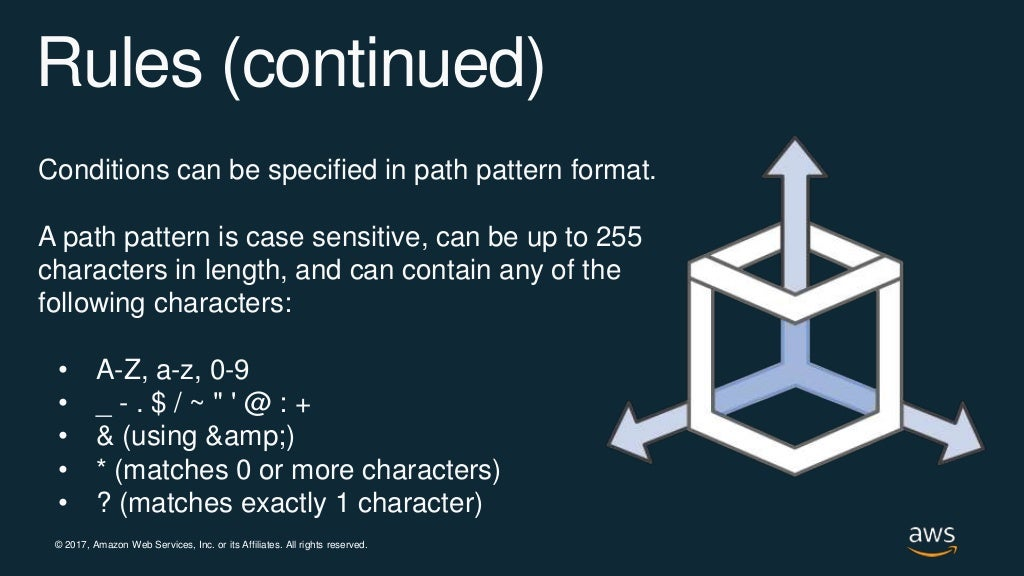 Rules (continued)
Conditions can be specified in path pattern format.
A path pattern is case sensitive, can be up to 255
characters in length, and can contain any of the
following characters:
• A-Z, a-z, 0-9
• _ - . $ / ~ " ' @ : +
• & (using &amp;)
• * (matches 0 or more characters)
• ? (matches exactly 1 character)
© 2017, Amazon Web Services, Inc. or its Affiliates. All rights reserved.
aws